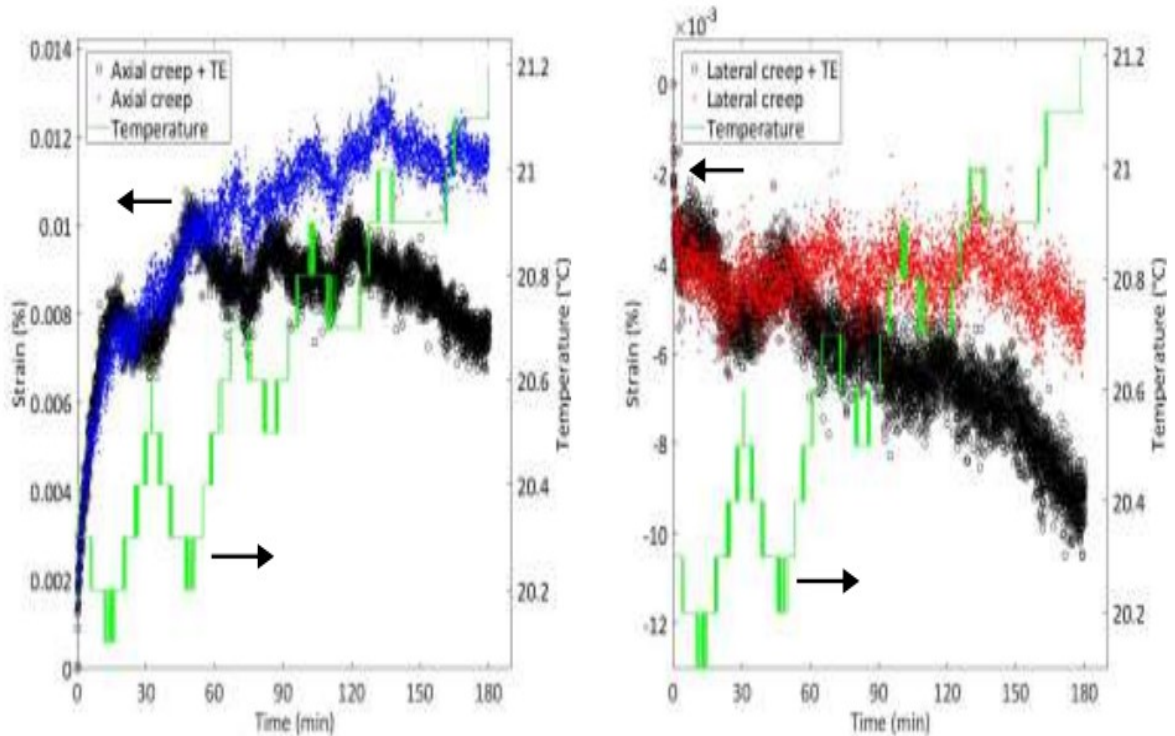 0.014
0.012
0.01
0.008
0.006
0.004
0.002
0
Strain (%)
Axial creep + TE
Axial creep
Temperature
21.2
21
20.8
20.6
20.4
20.2
Temperature (°C)
0 30 60 90 120 150 180
Time (min)
×10⁻³
0
-2
-4
-6
-8
-10
-12
Strain (%)
Lateral creep + TE
Lateral creep
Temperature
21.2
21
20.8
20.6
20.4
20.2
Temperature (°C)
0 30 60 90 120 150 180
Time (min)